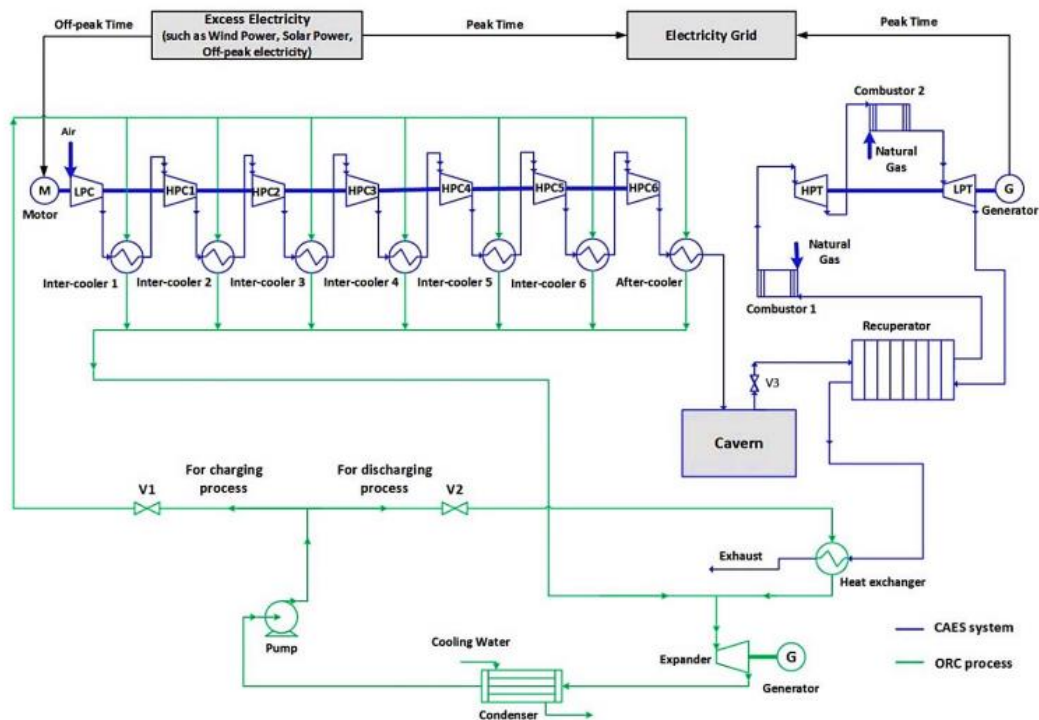 Off-peak Time
Excess Electricity
(such as Wind Power, Solar Power,
Off-peak electricity)
Peak Time
Electricity Grid
Peak Time
Combustor 2
Natural
Gas
Air
M
Motor
LPC
HPC1
HPC2
HPC3
HPC4
HPC5
HPC6
HPT
LPT
G
Generator
Inter-cooler 1
Inter-cooler 2
Inter-cooler 3
Inter-cooler 4
Inter-cooler 5
Inter-cooler 6
After-cooler
Natural
Gas
Combustor 1
Recuperator
V3
Cavern
For charging
process
For discharging
process
V1
V2
Exhaust
Heat exchanger
Pump
Cooling Water
Condenser
Expander
G
Generator
CAES system
ORC process